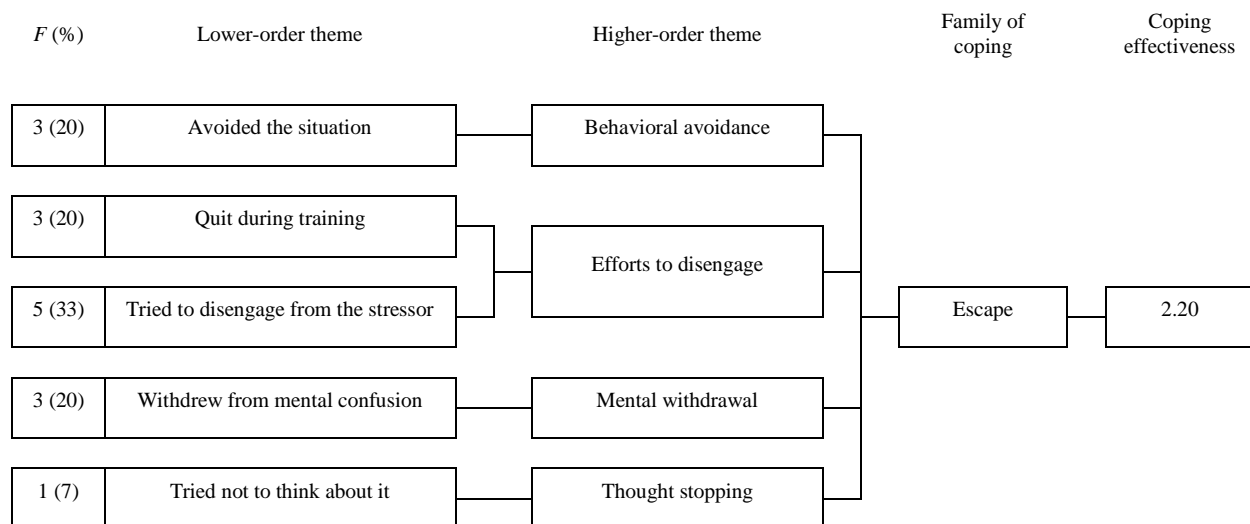 F (%) Lower-order theme Higher-order theme Family of coping Coping effectiveness
3 (20) Avoided the situation Behavioral avoidance
3 (20) Quit during training
Efforts to disengage
5 (33) Tried to disengage from the stressor Escape 2.20
3 (20) Withdrew from mental confusion Mental withdrawal
1 (7) Tried not to think about it Thought stopping